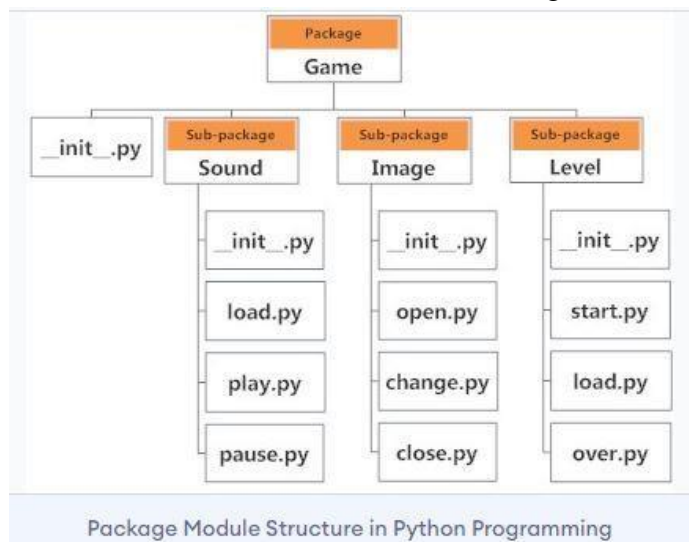 Package
Game
__init__.py
Sub-package
Sound
Sub-package
Image
Sub-package
Level
__init__.py
load.py
play.py
pause.py
__init__.py
open.py
change.py
close.py
__init__.py
start.py
load.py
over.py
Package Module Structure in Python Programming